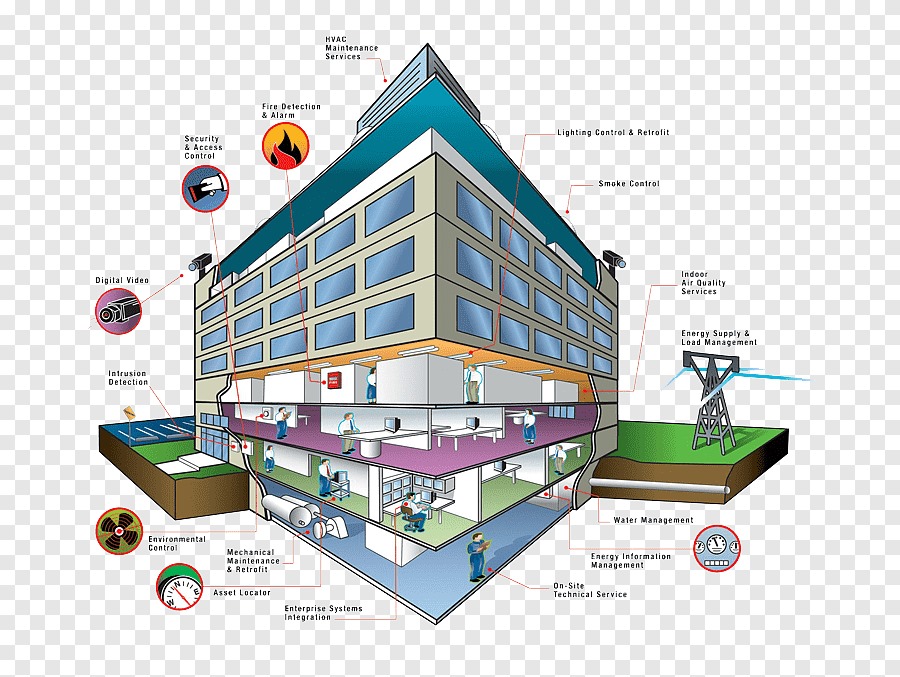 HVAC
Maintenance
Services
Fire Detection
& Alarm
Security
& Access
Control
Lighting Control & Retrofit
Smoke Control
Digital Video
Indoor
Air Quality
Services
Energy Supply &
Load Management
Intrusion
Detection
Water Management
Environmental
Control
Mechanical
Maintenance
& Retrofit
Energy Information
Management
Asset Locator
On-Site
Technical Service
Enterprise Systems
Integration
N
W